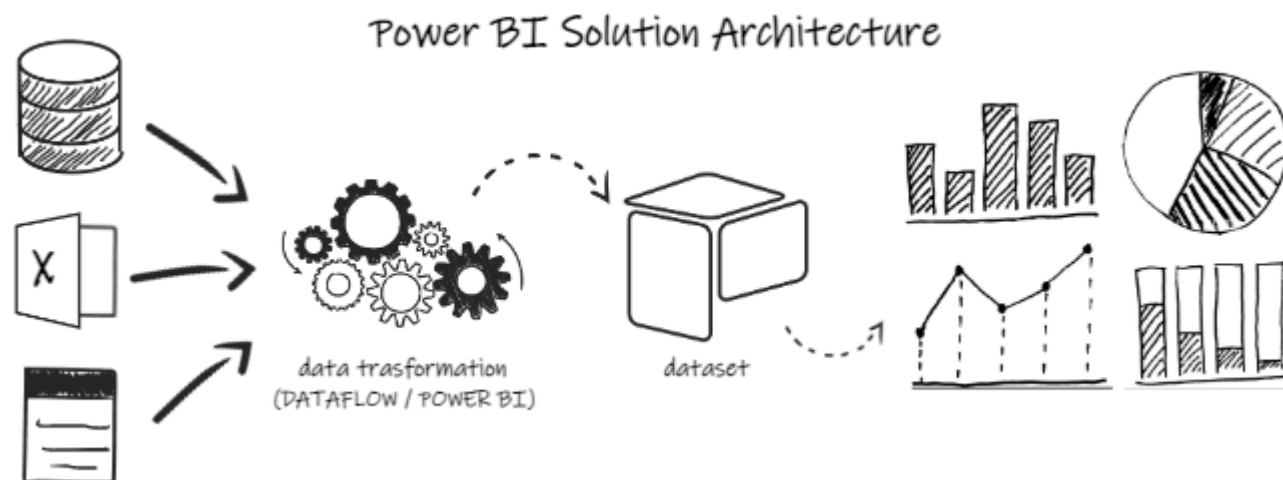 Power BI Solution Architecture
X
data trasformation
(DATAFLOW / POWER BI)
dataset